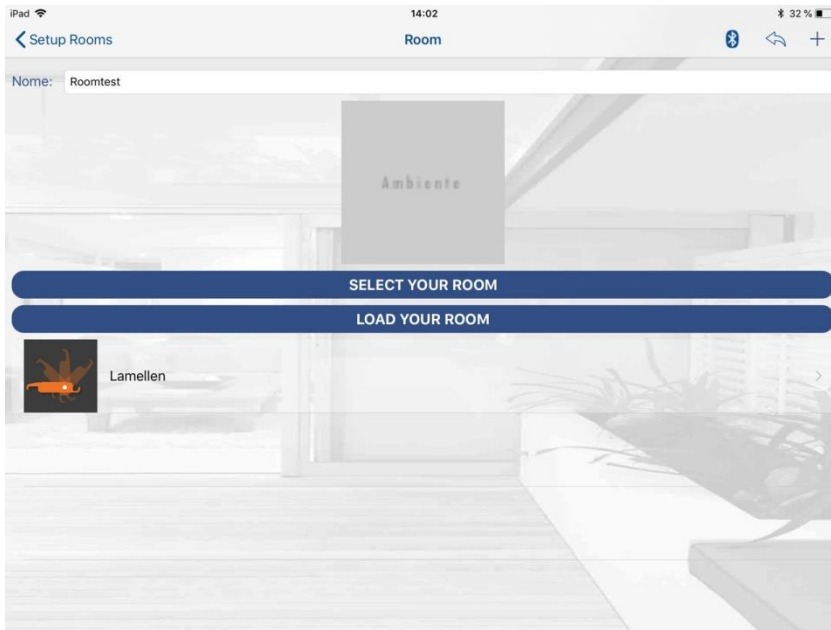 iPad 14:02 32 %
Setup Rooms Room
Nome: Roomtest
Ambiente
SELECT YOUR ROOM
LOAD YOUR ROOM
Lamellen